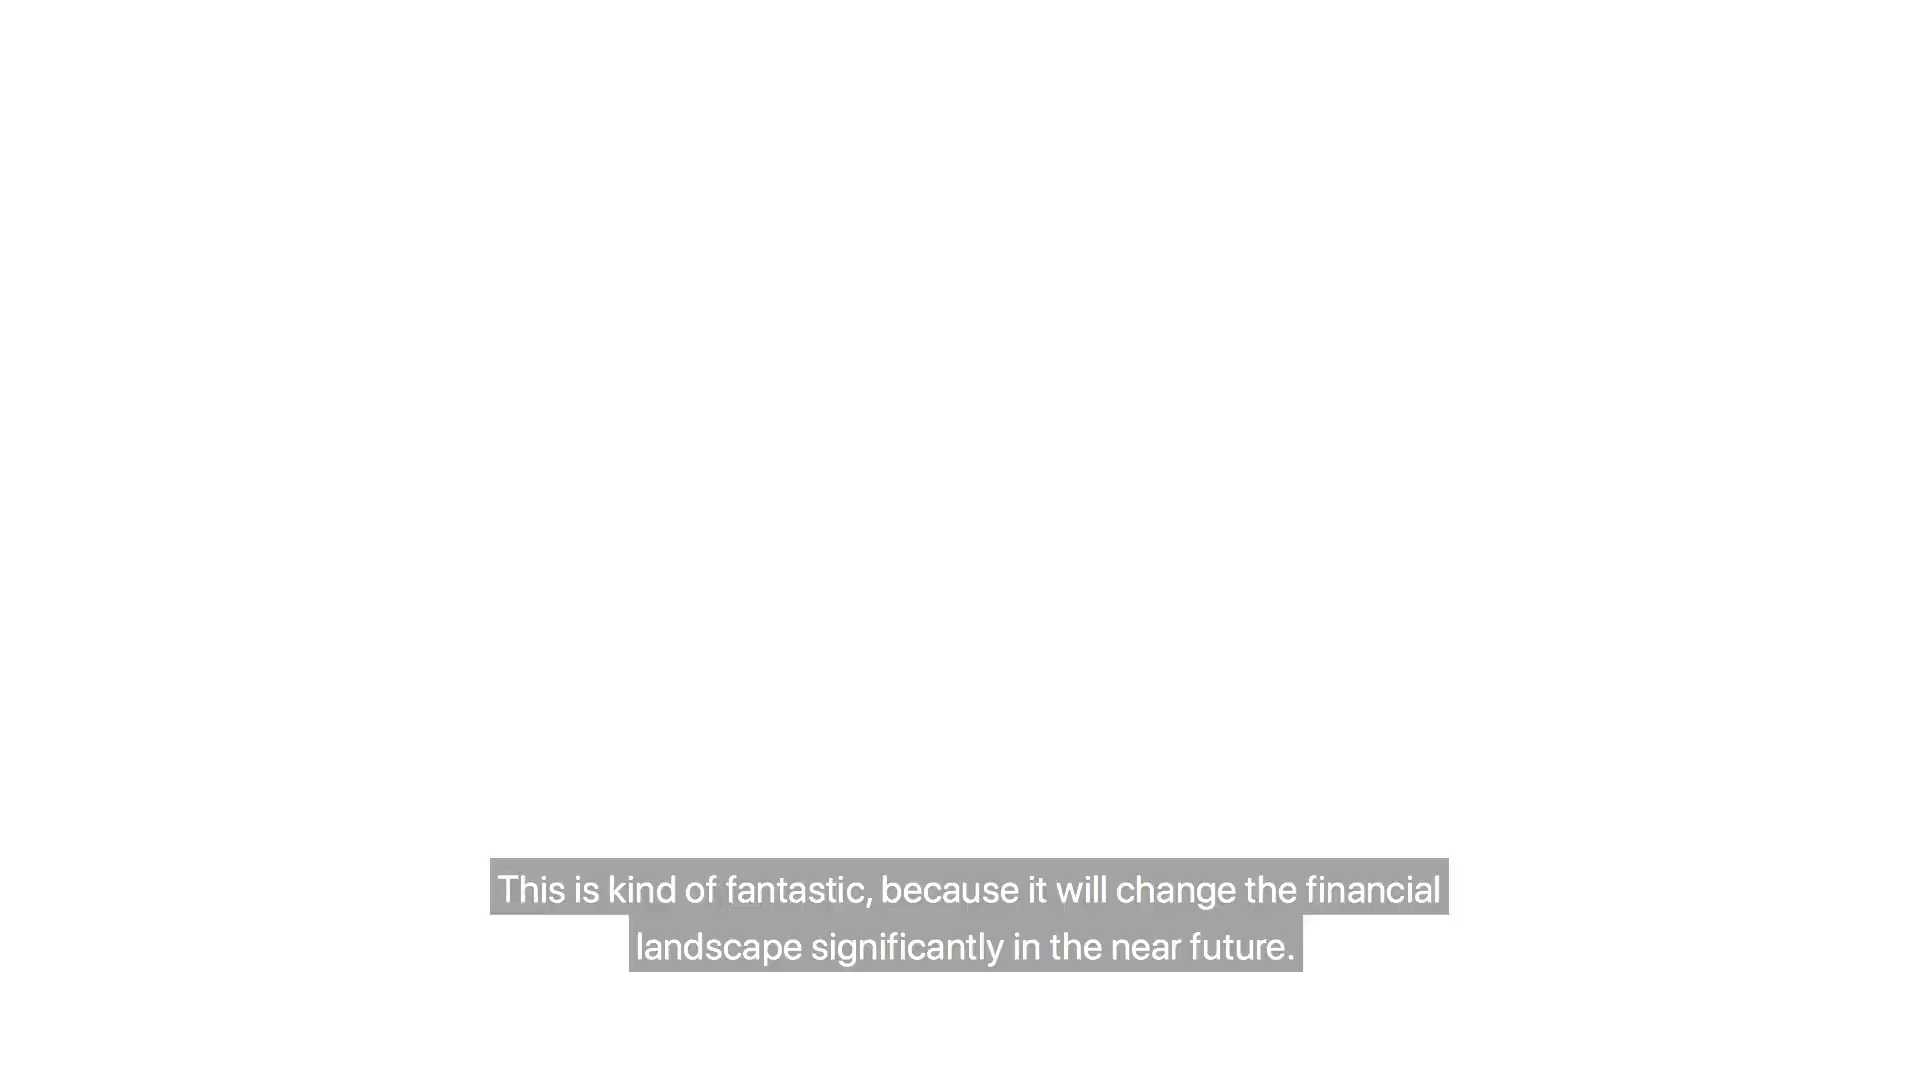 This is kind of fantastic, because it will change the financial
landscape significantly in the near future.